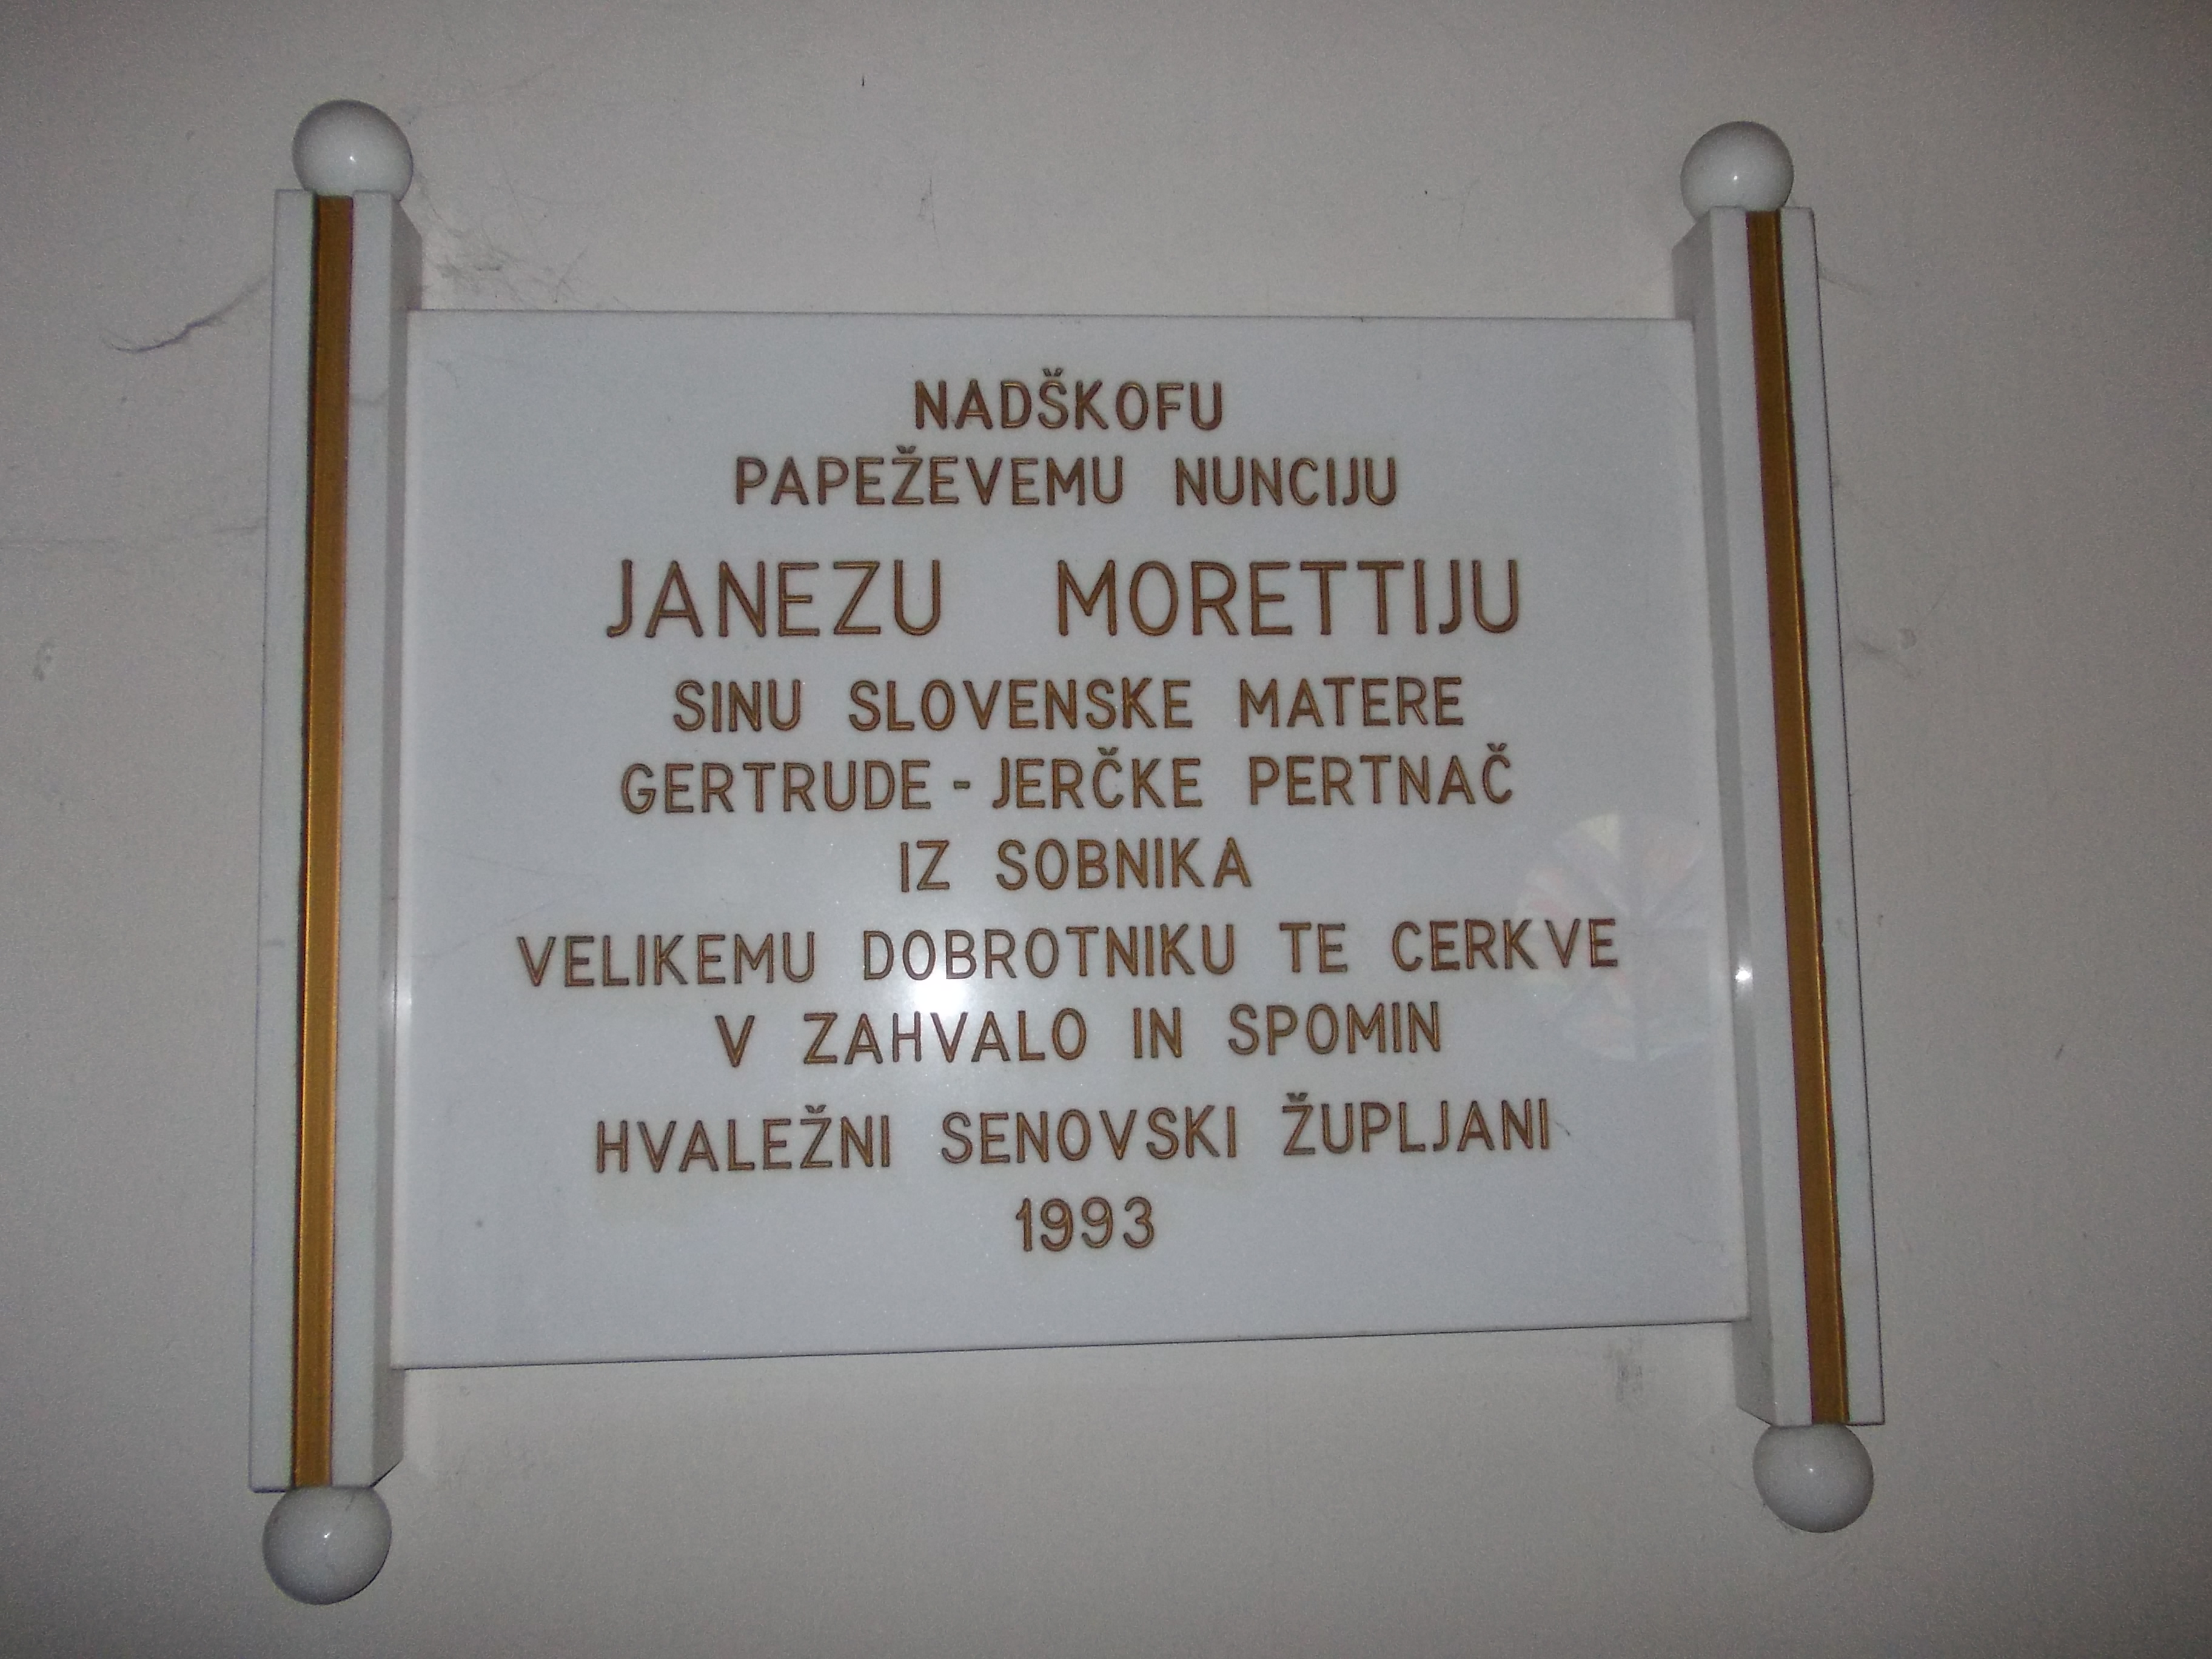 NADŠKOFU
PAPEŽEVEMU NUNCIJU
JANEZU MORETTIJU
SINU SLOVENSKE MATERE
GERTRUDE - JERČKE PERTNAČ
IZ SOBNIKA
VELIKEMU DOBROTNIKU TE CERKVE
V ZAHVALO IN SPOMIN
HVALEŽNI SENOVSKI ŽUPLJANI
1993